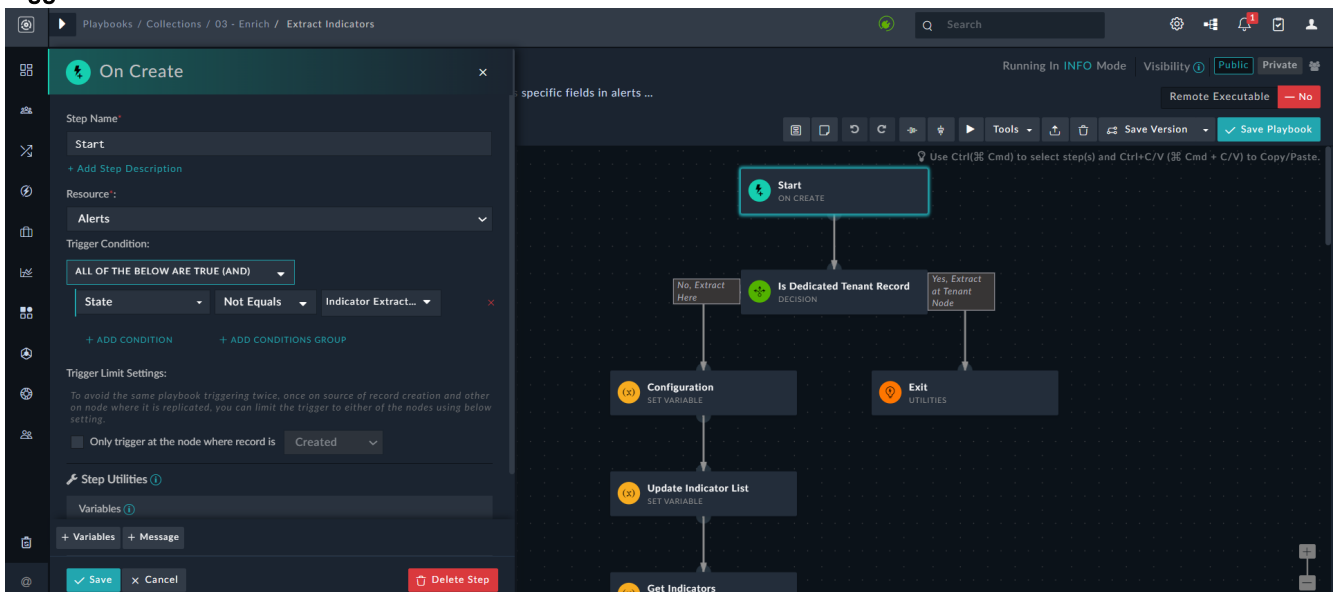 Playbooks / Collections / 03 - Enrich / Extract Indicators
Search
1
On Create
Step Name*
Start
+ Add Step Description
Resource*:
Alerts
Trigger Condition:
ALL OF THE BELOW ARE TRUE (AND)
State Not Equals Indicator Extract...
+ ADD CONDITION + ADD CONDITIONS GROUP
Trigger Limit Settings:
To avoid the same playbook triggering twice, once on source of record creation and other
on node where it is replicated, you can limit the trigger to either of the nodes using below
setting.
Only trigger at the node where record is Created
Step Utilities
Variables
+ Variables + Message
Save × Cancel Delete Step
Running In INFO Mode Visibility Public Private
specific fields in alerts ...
Remote Executable — No
Tools Save Version Save Playbook
Use Ctrl(⌘ Cmd) to select step(s) and Ctrl+C/V (⌘ Cmd + C/V) to Copy/Paste.
Start
ON CREATE
No, Extract
Here
Is Dedicated Tenant Record
DECISION
Yes, Extract
at Tenant
Node
Configuration
SET VARIABLE
Exit
UTILITIES
Update Indicator List
SET VARIABLE
Get Indicators